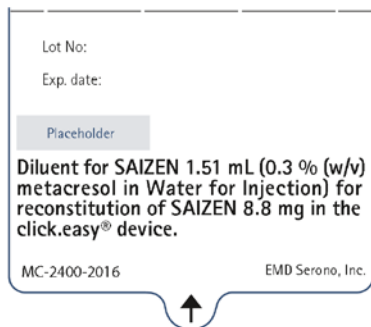 Lot No:
Exp. date:
Placeholder
Diluent for SAIZEN 1.51 mL (0.3 % (w/v)
metacresol in Water for Injection) for
reconstitution of SAIZEN 8.8 mg in the
click.easy® device.
MC-2400-2016 EMD Serono, Inc.